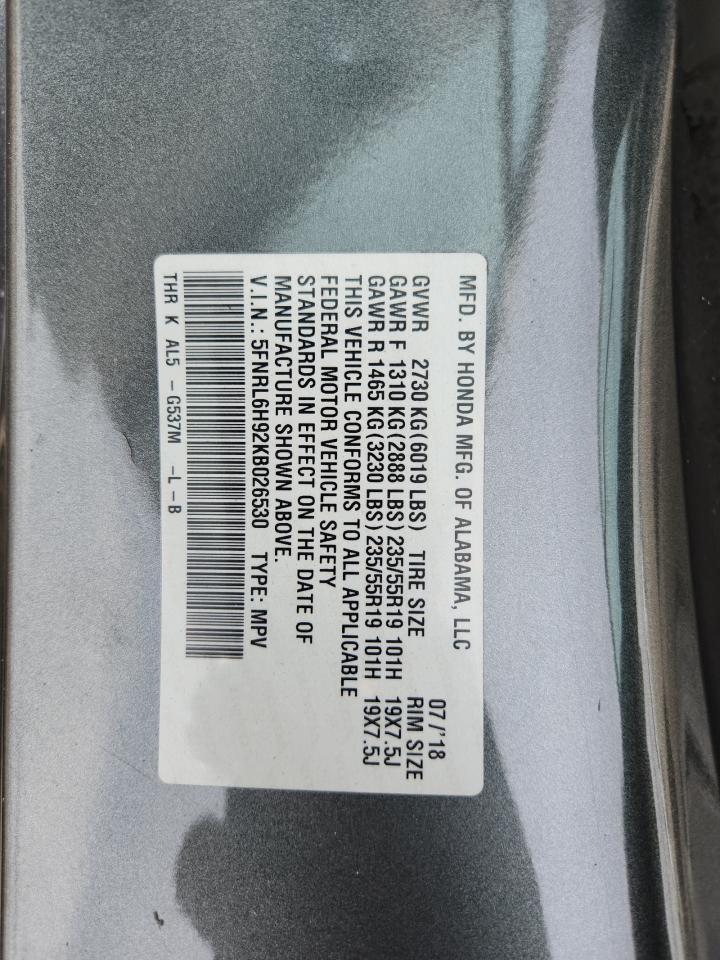 MFD. BY HONDA MFG. OF ALABAMA, LLC 07/'18
GVWR 2730 KG(6019 LBS) TIRE SIZE RIM SIZE
GAWR F 1310 KG(2888 LBS) 235/55R19 101H 19X7.5J
GAWR R 1465 KG(3230 LBS) 235/55R19 101H 19X7.5J
THIS VEHICLE CONFORMS TO ALL APPLICABLE
FEDERAL MOTOR VEHICLE SAFETY
STANDARDS IN EFFECT ON THE DATE OF
MANUFACTURE SHOWN ABOVE.
V.I.N.: 5FNRL6H92KB026530 TYPE: MPV
THR K AL5 - G537M -L-B